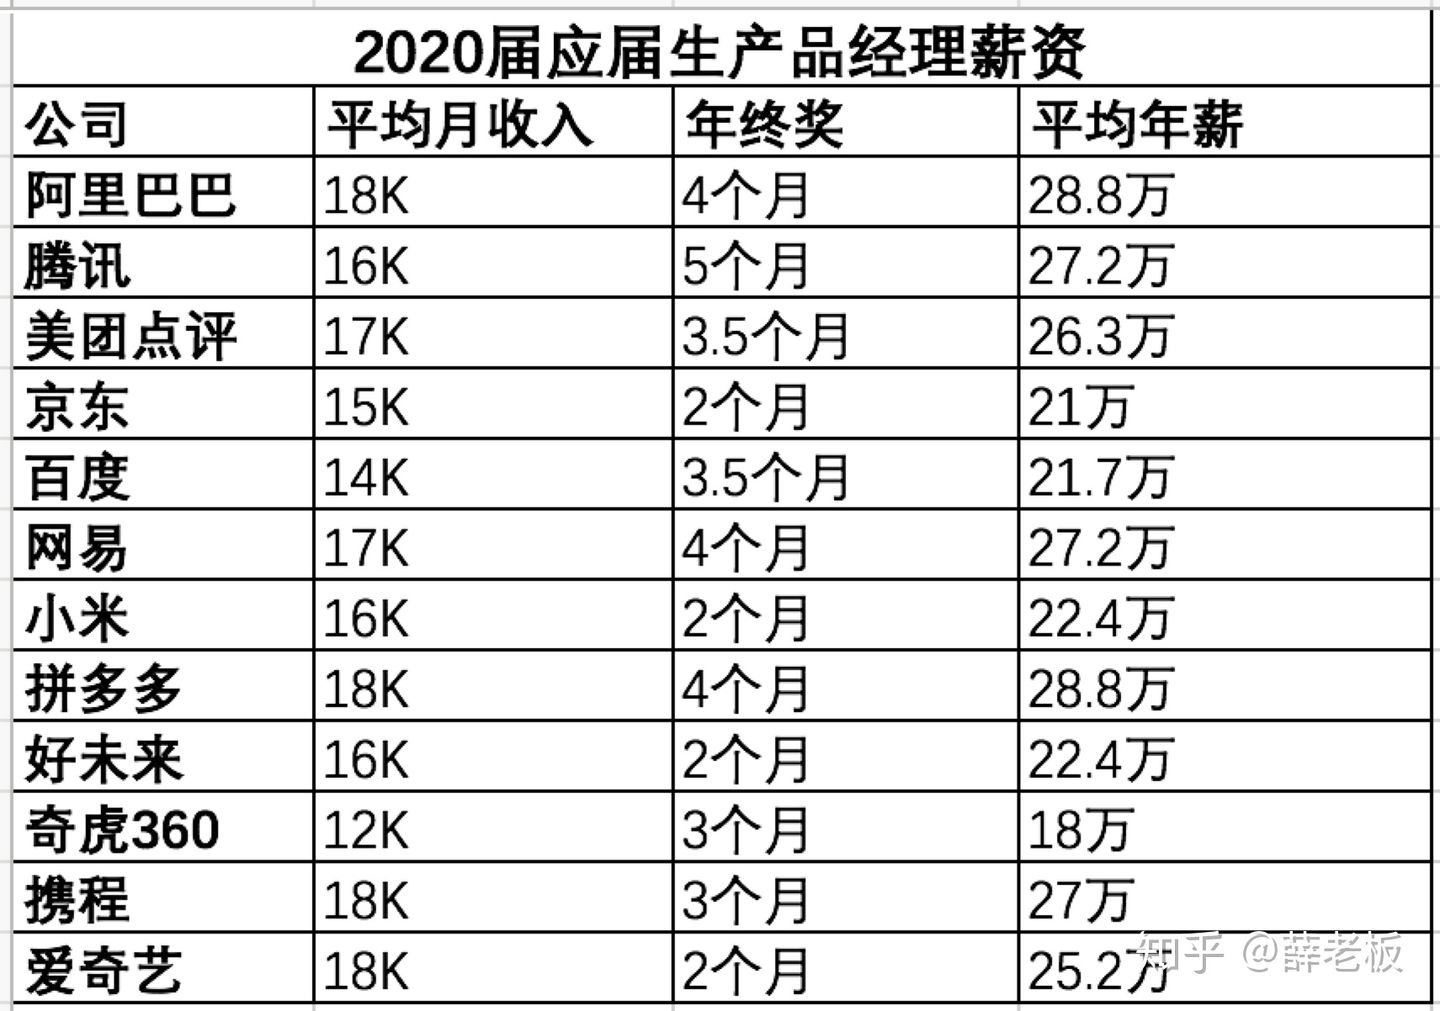 2020届应届生产品经理薪资
公司 平均月收入 年终奖 平均年薪
阿里巴巴 18K 4个月 28.8万
腾讯 16K 5个月 27.2万
美团点评 17K 3.5个月 26.3万
京东 15K 2个月 21万
百度 14K 3.5个月 21.7万
网易 17K 4个月 27.2万
小米 16K 2个月 22.4万
拼多多 18K 4个月 28.8万
好未来 16K 2个月 22.4万
奇虎360 12K 3个月 18万
携程 18K 3个月 27万
爱奇艺 18K 2个月 25.2万
知乎 @薛老板